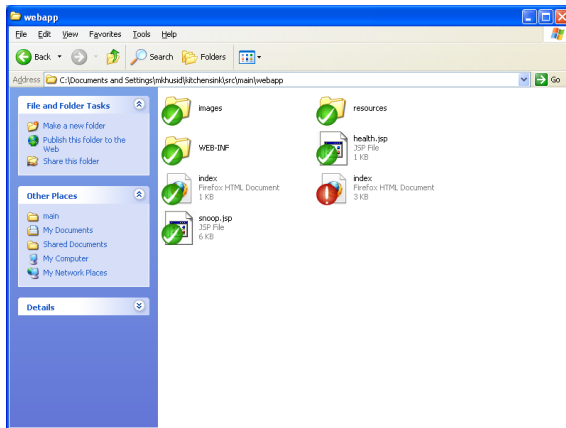 webapp
File Edit View Favorites Tools Help
Back Search Folders
Address C:\Documents and Settings\mkhusid\kitchensink\src\main\webapp Go
File and Folder Tasks
Make a new folder
Publish this folder to the
Web
Share this folder
Other Places
main
My Documents
Shared Documents
My Computer
My Network Places
Details
images
resources
WEB-INF
health.jsp
JSP File
1 KB
index
Firefox HTML Document
1 KB
index
Firefox HTML Document
3 KB
snoop.jsp
JSP File
6 KB